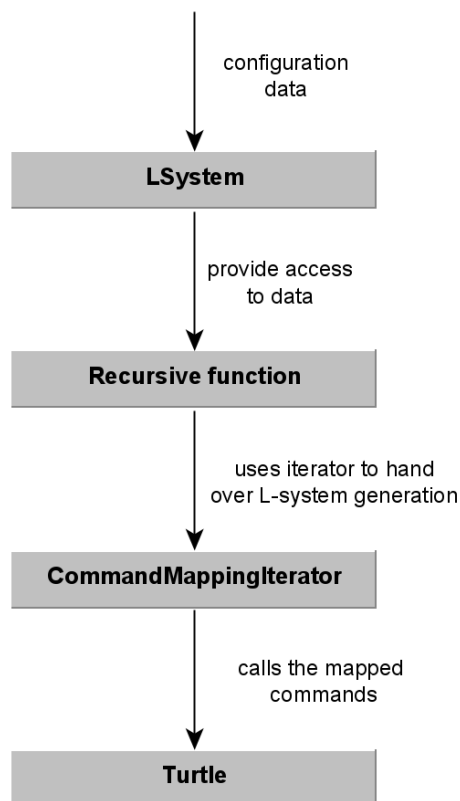 configuration
data
LSystem
provide access
to data
Recursive function
uses iterator to hand
over L-system generation
CommandMappingIterator
calls the mapped
commands
Turtle